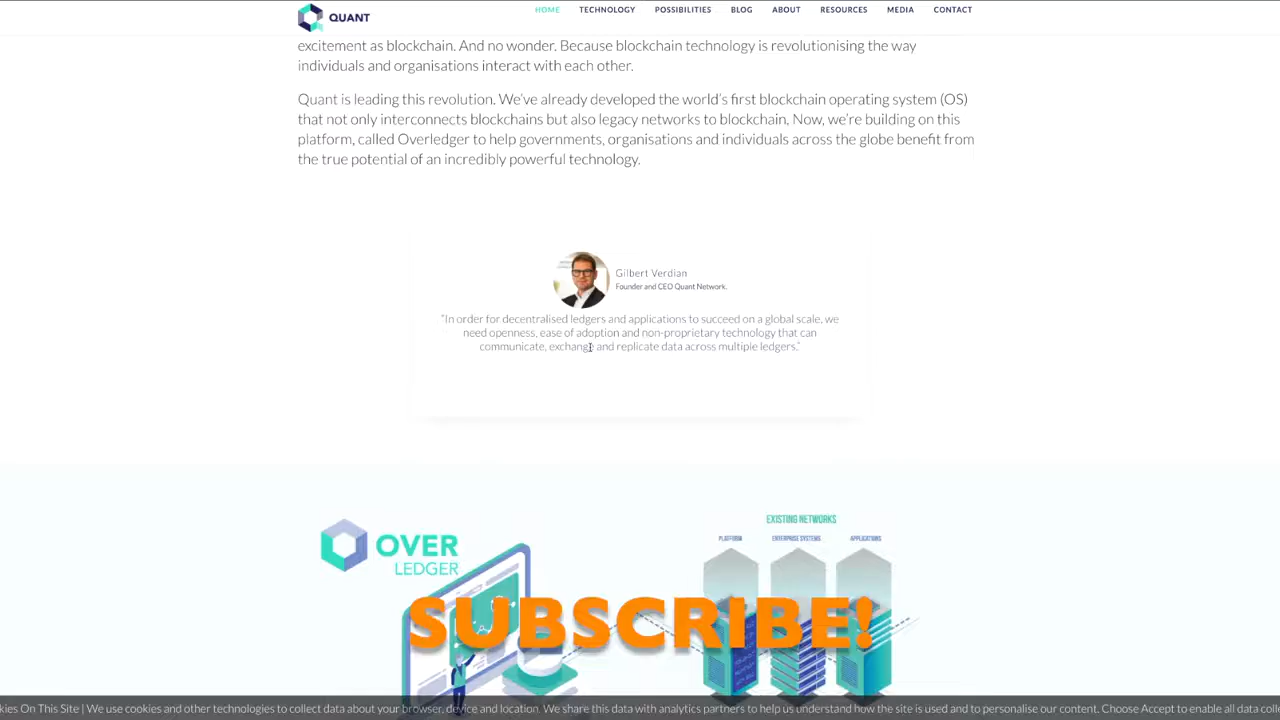 QUANT
HOME TECHNOLOGY POSSIBILITIES BLOG ABOUT RESOURCES MEDIA CONTACT
excitement as blockchain. And no wonder. Because blockchain technology is revolutionising the way
individuals and organisations interact with each other.
Quant is leading this revolution. We've already developed the world's first blockchain operating system (OS)
that not only interconnects blockchains but also legacy networks to blockchain. Now, we're building on this
platform, called Overledger to help governments, organisations and individuals across the globe benefit from
the true potential of an incredibly powerful technology.
Gilbert Verdian
Founder and CEO Quant Network.
"In order for decentralised ledgers and applications to succeed on a global scale, we
need openness, ease of adoption and non-proprietary technology that can
communicate, exchange and replicate data across multiple ledgers."
OVER
LEDGER
EXISTING NETWORKS
PLATFORM ENTERPRISE SYSTEMS APPLICATIONS
SUBSCRIBE!
kies On This Site | We use cookies and other technologies to collect data about your browser, device and location. We share this data with analytics partners to help us understand how the site is used and to personalise our content. Choose Accept to enable all data coll